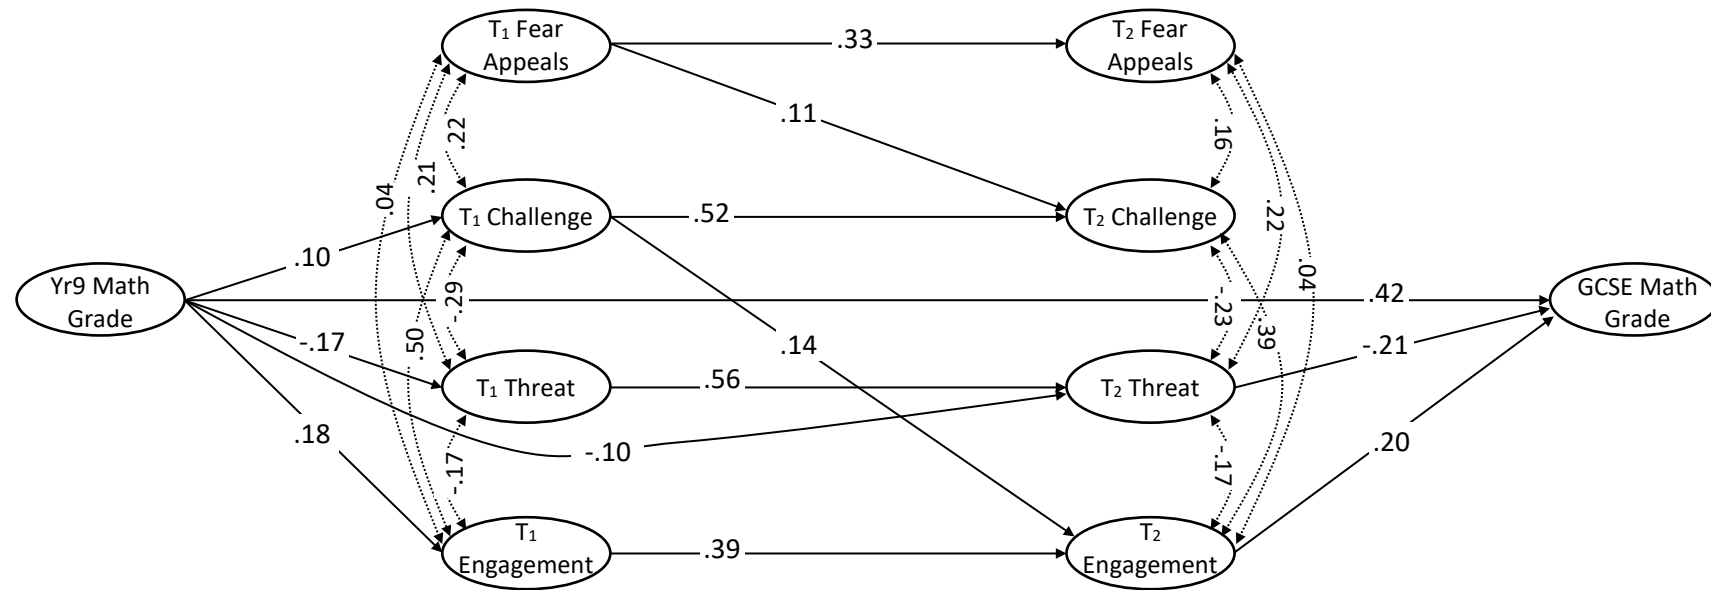 T1 Fear
Appeals
.33
T2 Fear
Appeals
.11
.22
.16
.21
.04
T1 Challenge
.52
T2 Challenge
.22
.10
.04
Yr9 Math
Grade
-.29
.42
GCSE Math
Grade
-.23
.39
.50
-.17
.14
-.21
T1 Threat
.56
T2 Threat
.18
-.10
.20
-.17
-.17
T1
Engagement
.39
T2
Engagement